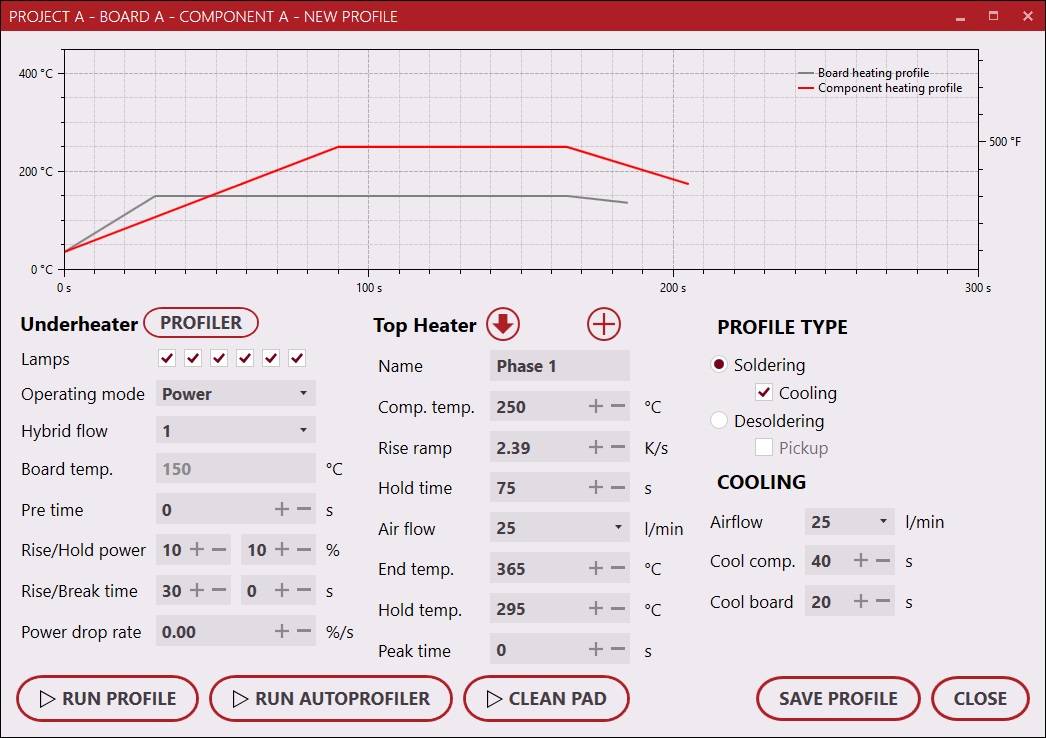 PROJECT A - BOARD A - COMPONENT A - NEW PROFILE
400 °C
Board heating profile
Component heating profile
500 °F
200 °C
0 °C
0 s
100 s
200 s
300 s
Underheater PROFILER
Lamps
Operating mode Power
Hybrid flow 1
Board temp. 150 °C
Pre time 0 s
Rise/Hold power 10 10 %
Rise/Break time 30 0 s
Power drop rate 0.00 %/s
Top Heater
Name Phase 1
Comp. temp. 250 °C
Rise ramp 2.39 K/s
Hold time 75 s
Air flow 25 l/min
End temp. 365 °C
Hold temp. 295 °C
Peak time 0 s
PROFILE TYPE
Soldering
Cooling
Desoldering
Pickup
COOLING
Airflow 25 l/min
Cool comp. 40 s
Cool board 20 s
RUN PROFILE
RUN AUTOPROFILER
CLEAN PAD
SAVE PROFILE
CLOSE